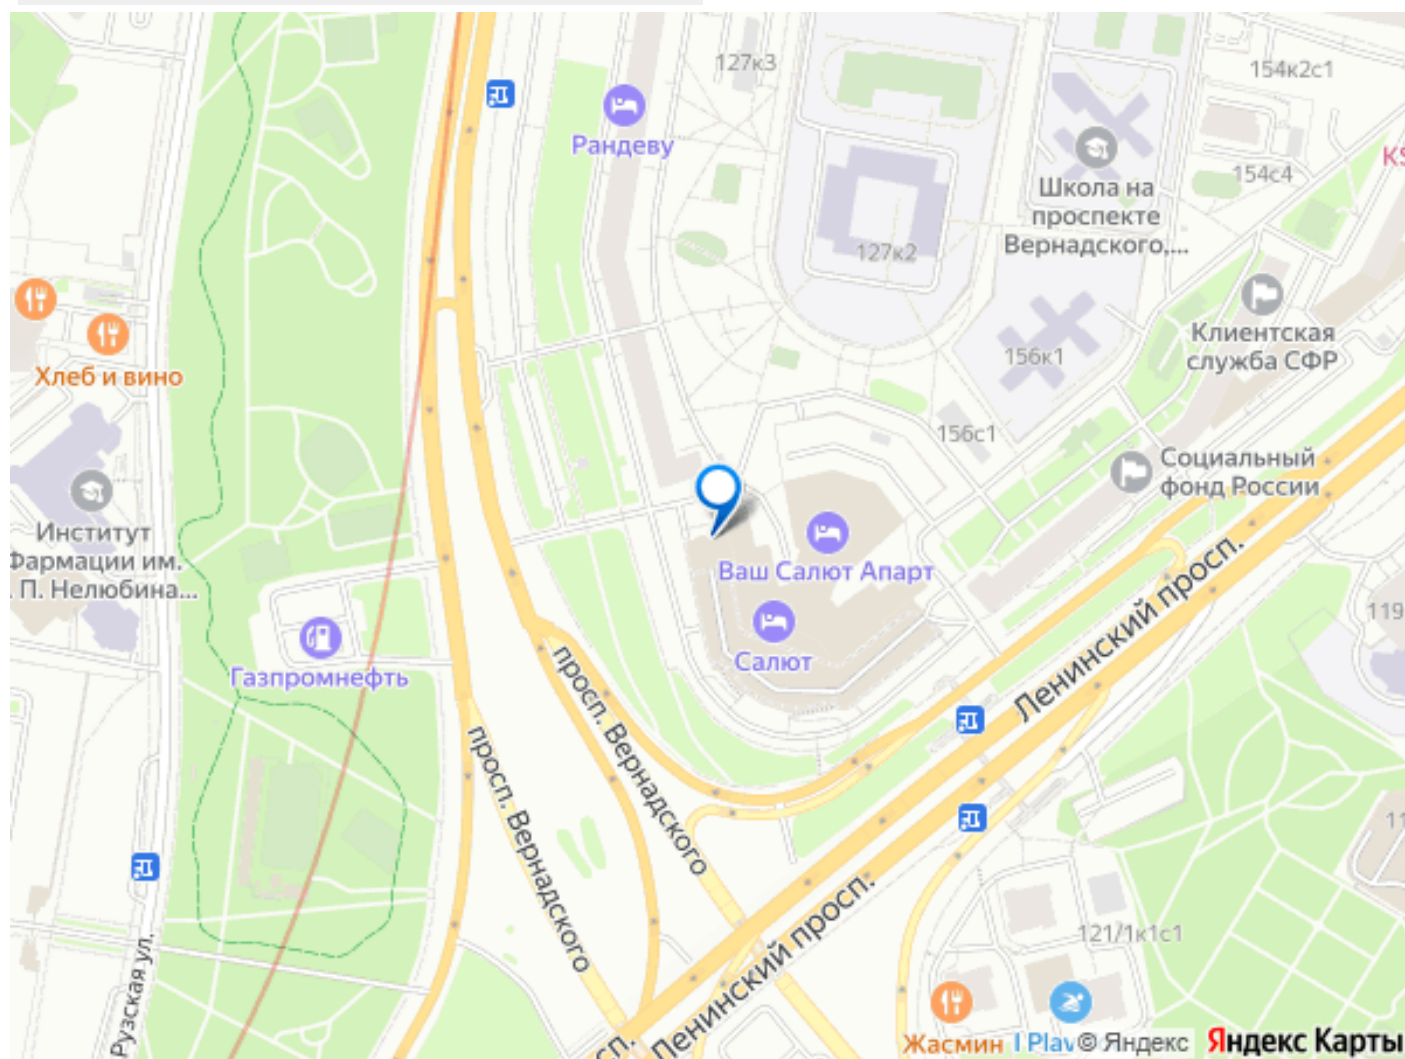 127к3
154к2с1
Рандеву
154с4
Школа на
проспекте
Вернадского,...
127к2
Клиентская
служба СФР
156к1
Хлеб и вино
156с1
Социальный
фонд России
Институт
Фармации им.
. П. Нелюбина...
Ваш Салют Апарт
Ленинский просп.
119
Салют
Газпромнефть
просп. Вернадского
просп. Вернадского
Ленинский просп.
121/1к1с1
Рузская ул.
Жасмин
I Play
© Яндекс
Яндекс Карты